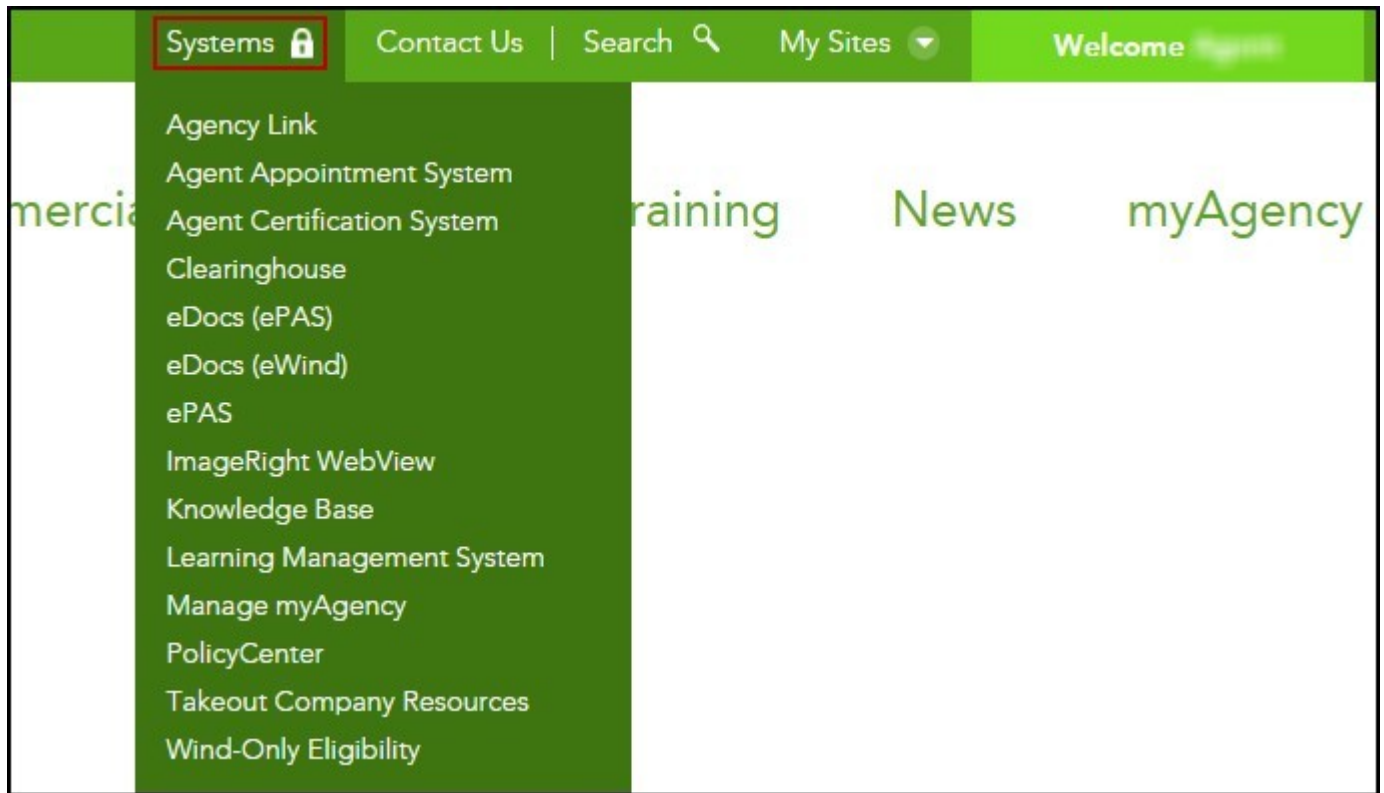 Systems Contact Us | Search My Sites Welcome
Agency Link
Agent Appointment System
Agent Certification System
Clearinghouse
eDocs (ePAS)
eDocs (eWind)
ePAS
ImageRight WebView
Knowledge Base
Learning Management System
Manage myAgency
PolicyCenter
Takeout Company Resources
Wind-Only Eligibility
merci raining News myAgency